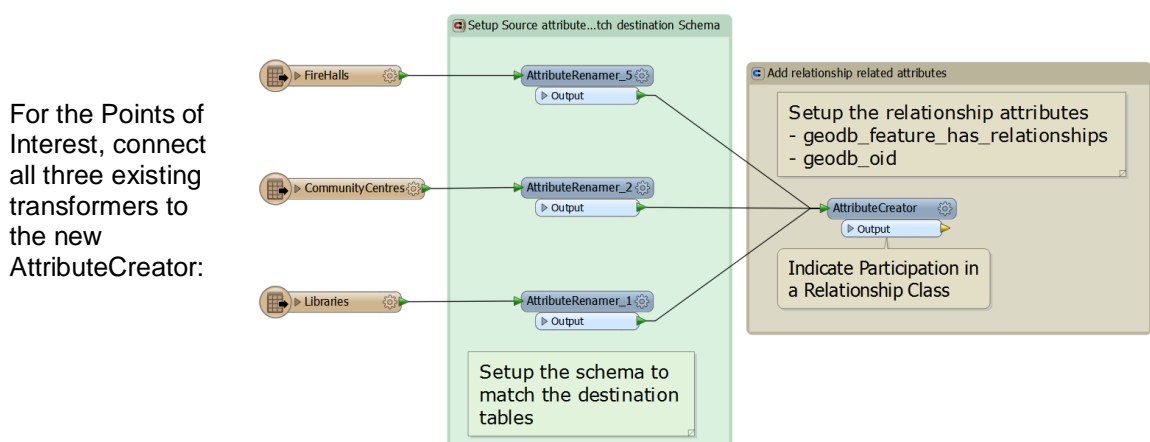 For the Points of
Interest, connect
all three existing
transformers to
the new
AttributeCreator:
Setup Source attribute...tch destination Schema
FireHalls
AttributeRenamer_5
Output
CommunityCentres
AttributeRenamer_2
Output
Libraries
AttributeRenamer_1
Output
Setup the schema to
match the destination
tables
Add relationship related attributes
Setup the relationship attributes
- geodb_feature_has_relationships
- geodb_oid
AttributeCreator
Output
Indicate Participation in
a Relationship Class